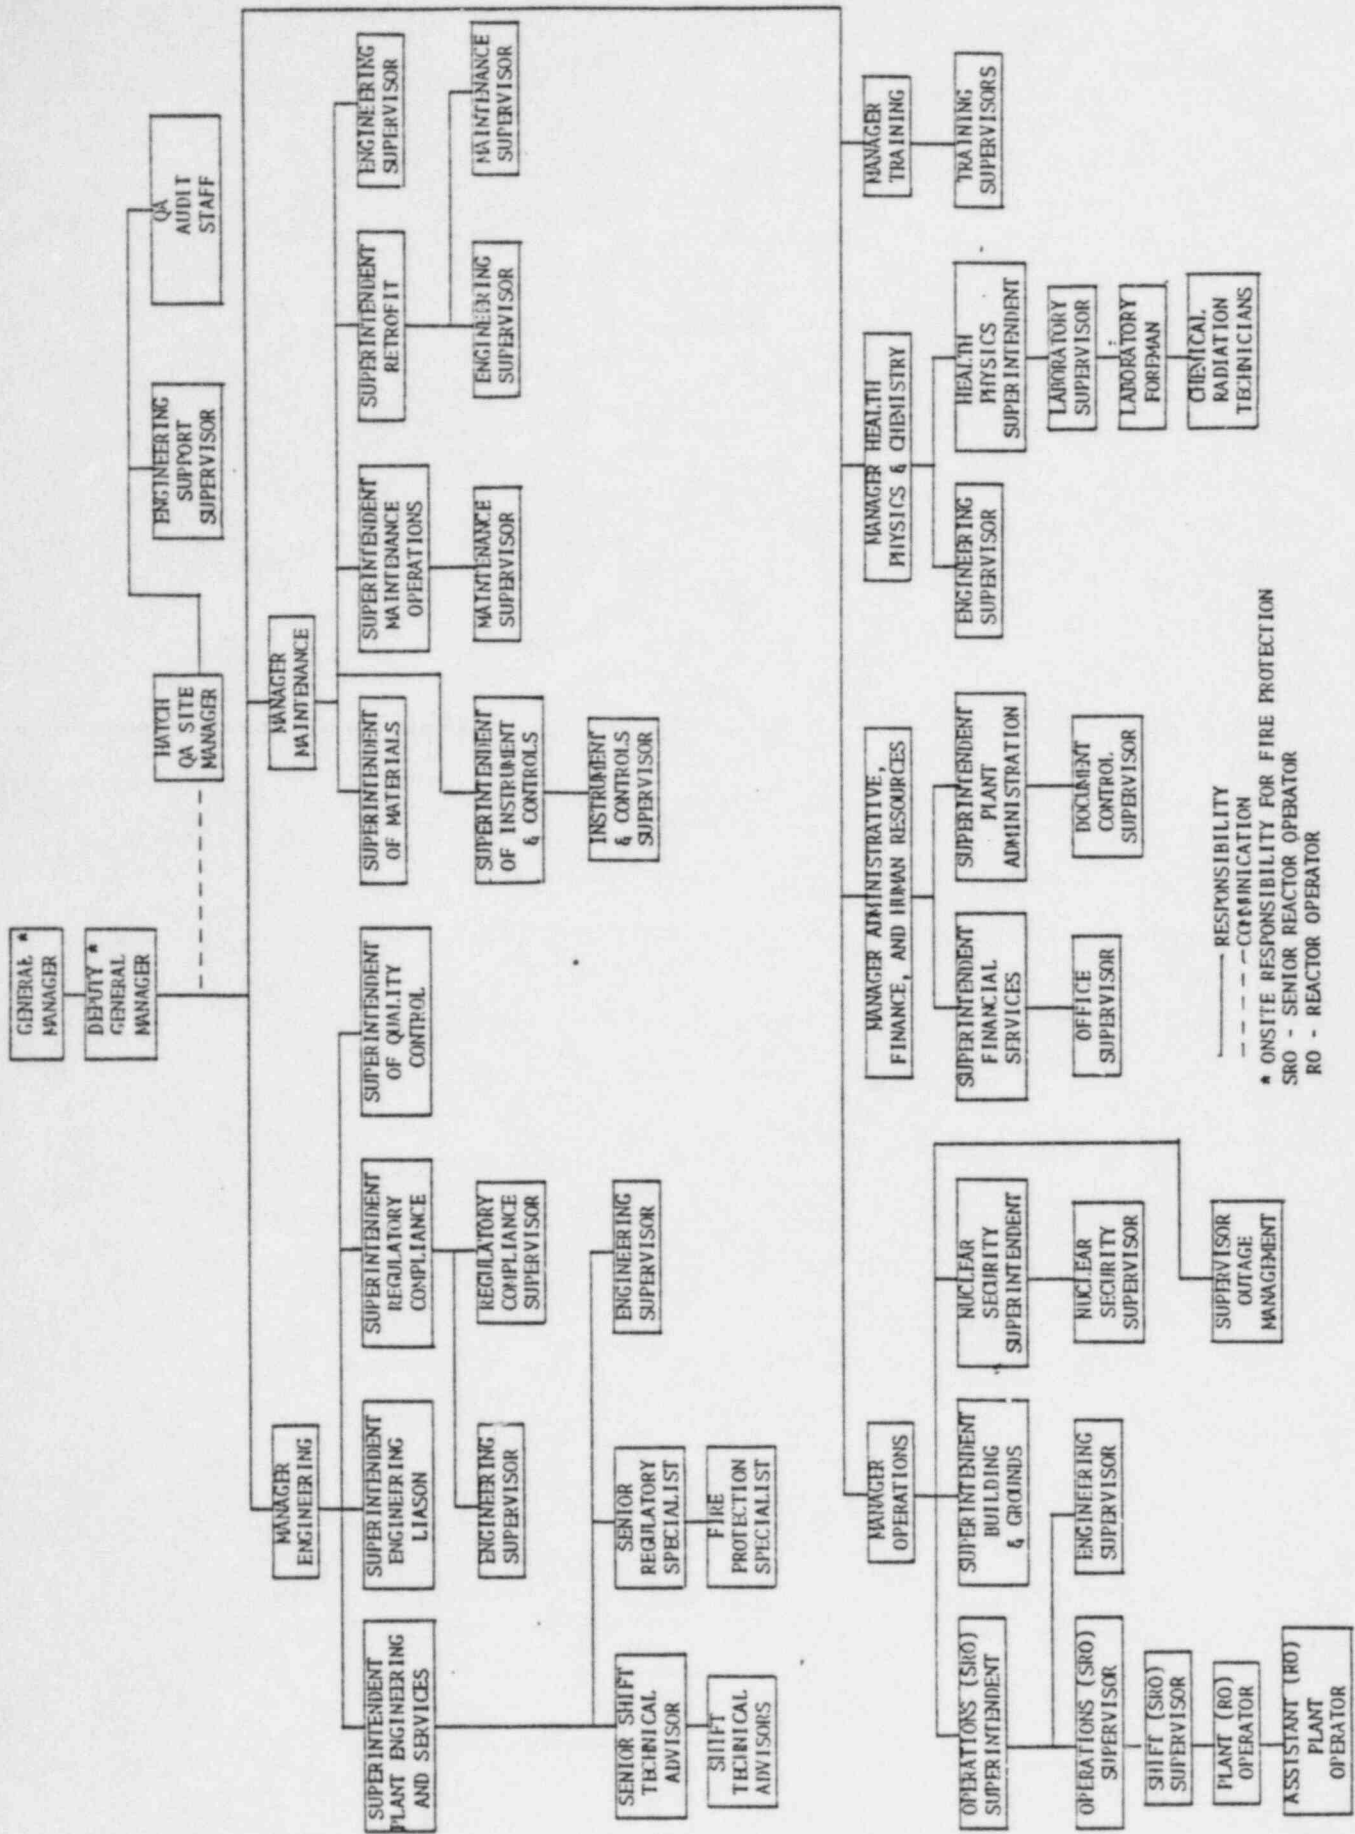 GENERAL *
MANAGER
DEPUTY *
GENERAL
MANAGER
HATCH
QA SITE
MANAGER
ENGINEERING
SUPPORT
SUPERVISOR
QA
AUDIT
STAFF
MANAGER
ENGINEERING
SUPERINTENDENT
PLANT ENGINEERING
AND SERVICES
SUPERINTENDENT
ENGINEERING
LIASON
SUPERINTENDENT
REGULATORY
COMPLIANCE
SUPERINTENDENT
OF QUALITY
CONTROL
ENGINEERING
SUPERVISOR
REGULATORY
COMPLIANCE
SUPERVISOR
SENIOR SHIFT
TECHNICAL
ADVISOR
SENIOR
REGULATORY
SPECIALIST
ENGINEERING
SUPERVISOR
SHIFT
TECHNICAL
ADVISORS
FIRE
PROTECTION
SPECIALIST
MANAGER
MAINTENANCE
SUPERINTENDENT
OF MATERIALS
SUPERINTENDENT
MAINTENANCE
OPERATIONS
SUPERINTENDENT
RETROFIT
ENGINEERING
SUPERVISOR
SUPERINTENDENT
OF INSTRUMENT
& CONTROLS
MAINTENANCE
SUPERVISOR
ENGINEERING
SUPERVISOR
MAINTENANCE
SUPERVISOR
INSTRUMENT
& CONTROLS
SUPERVISOR
MANAGER
OPERATIONS
OPERATIONS (SRO)
SUPERINTENDENT
SUPERINTENDENT
BUILDING
& GROUNDS
NUCLEAR
SECURITY
SUPERINTENDENT
OPERATIONS (SRO)
SUPERVISOR
ENGINEERING
SUPERVISOR
NUCLEAR
SECURITY
SUPERVISOR
SHIFT (SRO)
SUPERVISOR
PLANT (RO)
OPERATOR
ASSISTANT (RO)
PLANT
OPERATOR
SUPERVISOR
OUTAGE
MANAGEMENT
MANAGER ADMINISTRATIVE,
FINANCE, AND HUMAN RESOURCES
SUPERINTENDENT
FINANCIAL
SERVICES
SUPERINTENDENT
PLANT
ADMINISTRATION
OFFICE
SUPERVISOR
DOCUMENT
CONTROL
SUPERVISOR
MANAGER HEALTH
PHYSICS & CHEMISTRY
ENGINEERING
SUPERVISOR
HEALTH
PHYSICS
SUPERINTENDENT
LABORATORY
SUPERVISOR
LABORATORY
FOREMAN
CHEMICAL
RADIATION
TECHNICIANS
MANAGER
TRAINING
TRAINING
SUPERVISORS
RESPONSIBILITY
COMMUNICATION
* ONSITE RESPONSIBILITY FOR FIRE PROTECTION
SRO - SENIOR REACTOR OPERATOR
RO - REACTOR OPERATOR